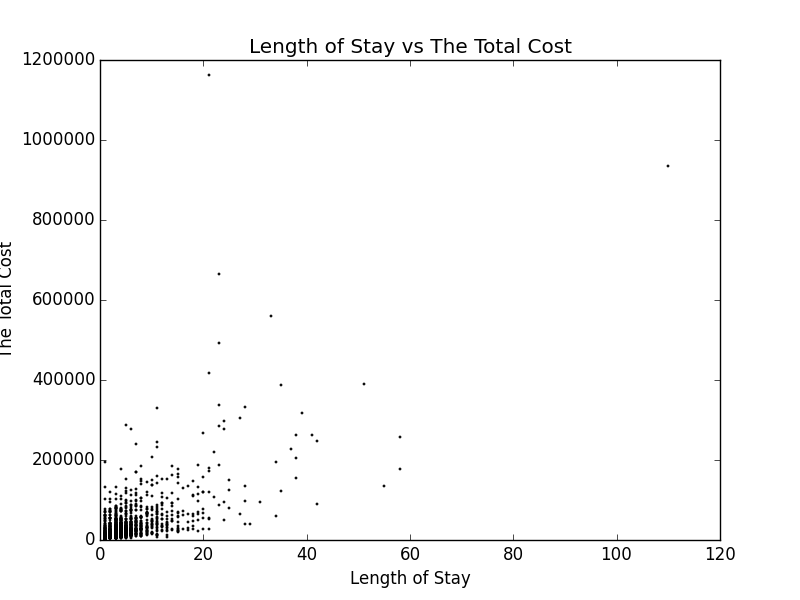 Length of Stay vs The Total Cost
1200000
1000000
800000
600000
400000
200000
0
The Total Cost
0 20 40 60 80 100 120
Length of Stay